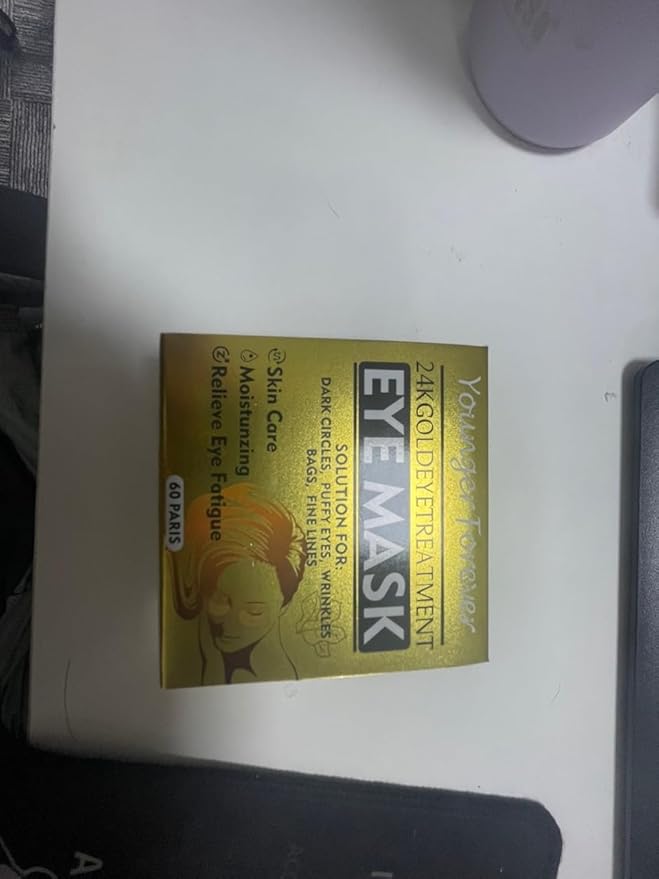 Younger Forever
24KGOLDEYETREATMENT
EYE MASK
SOLUTION FOR:
DARK CIRCLES, PUFFY EYES, WRINKLES
BAGS, FINE LINES
Skin Care
Moisturizing
Relieve Eye Fatigue
60 PARIS
A